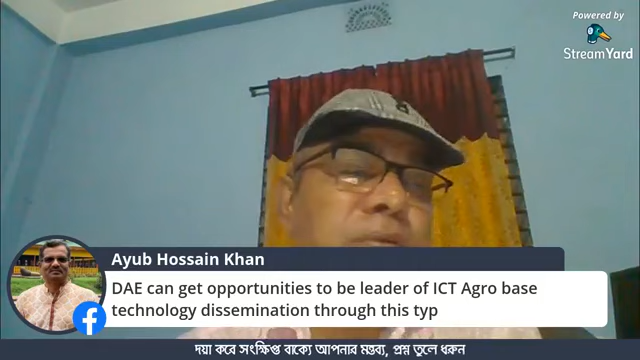 Powered by
StreamYard
Ayub Hossain Khan
DAE can get opportunities to be leader of ICT Agro base
technology dissemination through this typ
দয়া করে সংক্ষিপ্ত বাক্যে আপনার মন্তব্য, প্রশ্ন তুলে ধরুন